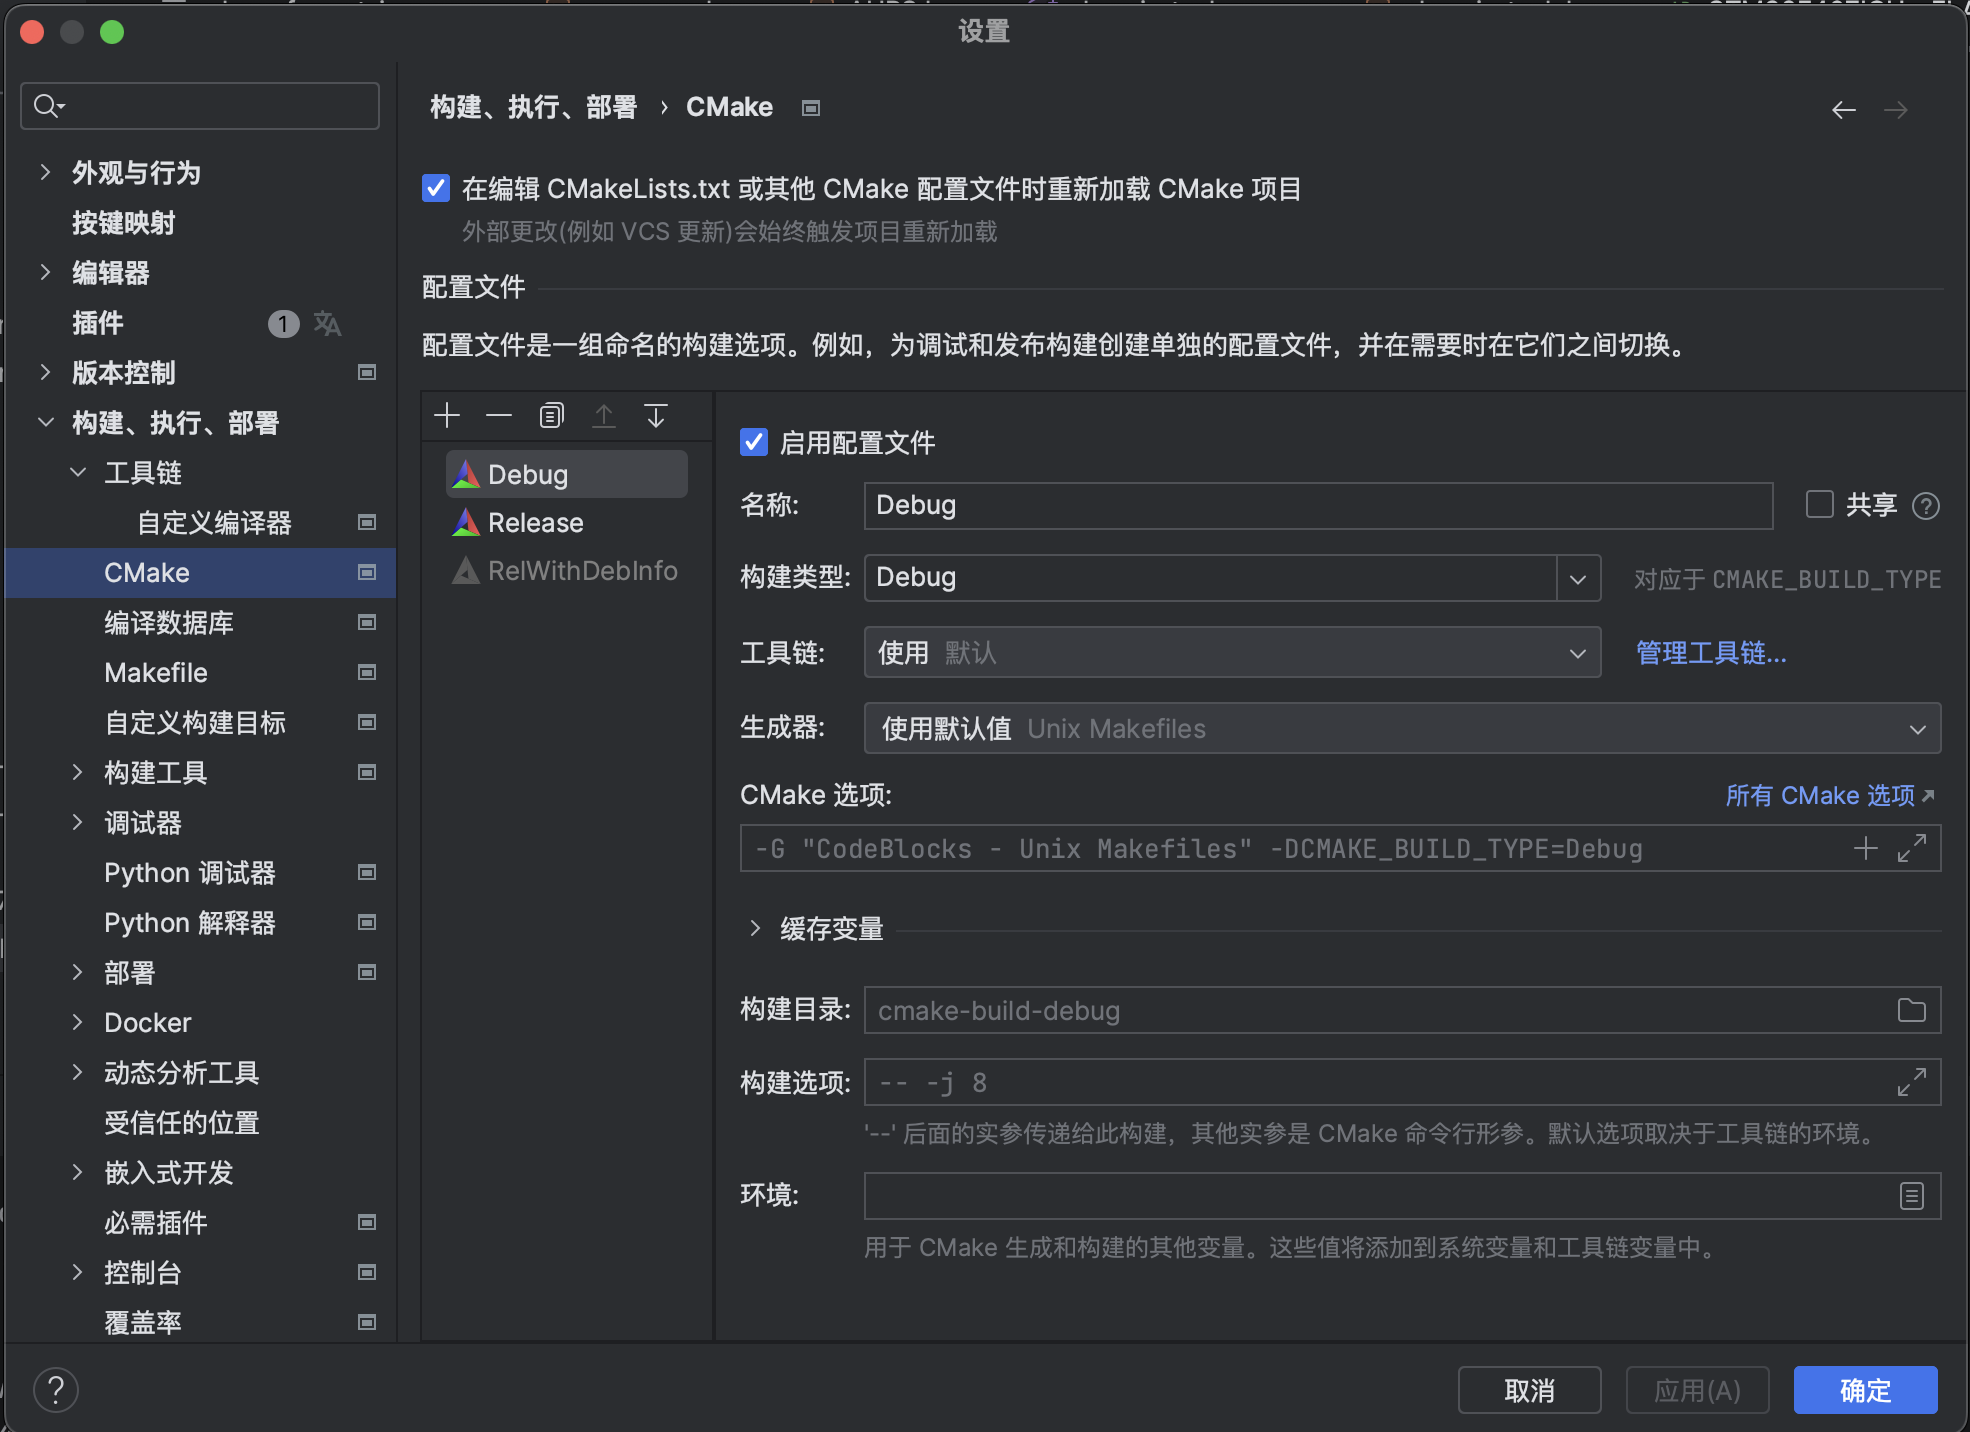 设置
构建、执行、部署 › CMake
外观与行为
按键映射
编辑器
插件 1
版本控制
构建、执行、部署
工具链
自定义编译器
CMake
编译数据库
Makefile
自定义构建目标
构建工具
调试器
Python 调试器
Python 解释器
部署
Docker
动态分析工具
受信任的位置
嵌入式开发
必需插件
控制台
覆盖率
在编辑 CMakeLists.txt 或其他 CMake 配置文件时重新加载 CMake 项目
外部更改(例如 VCS 更新)会始终触发项目重新加载
配置文件
配置文件是一组命名的构建选项。例如，为调试和发布构建创建单独的配置文件，并在需要时在它们之间切换。
Debug
Release
RelWithDebInfo
启用配置文件
名称: Debug 共享
构建类型: Debug 对应于 CMAKE_BUILD_TYPE
工具链: 使用 默认 管理工具链...
生成器: 使用默认值 Unix Makefiles
CMake 选项: 所有 CMake 选项
-G "CodeBlocks - Unix Makefiles" -DCMAKE_BUILD_TYPE=Debug
缓存变量
构建目录: cmake-build-debug
构建选项: -- -j 8
'--' 后面的实参传递给此构建，其他实参是 CMake 命令行形参。默认选项取决于工具链的环境。
环境:
用于 CMake 生成和构建的其他变量。这些值将添加到系统变量和工具链变量中。
取消 应用(A) 确定